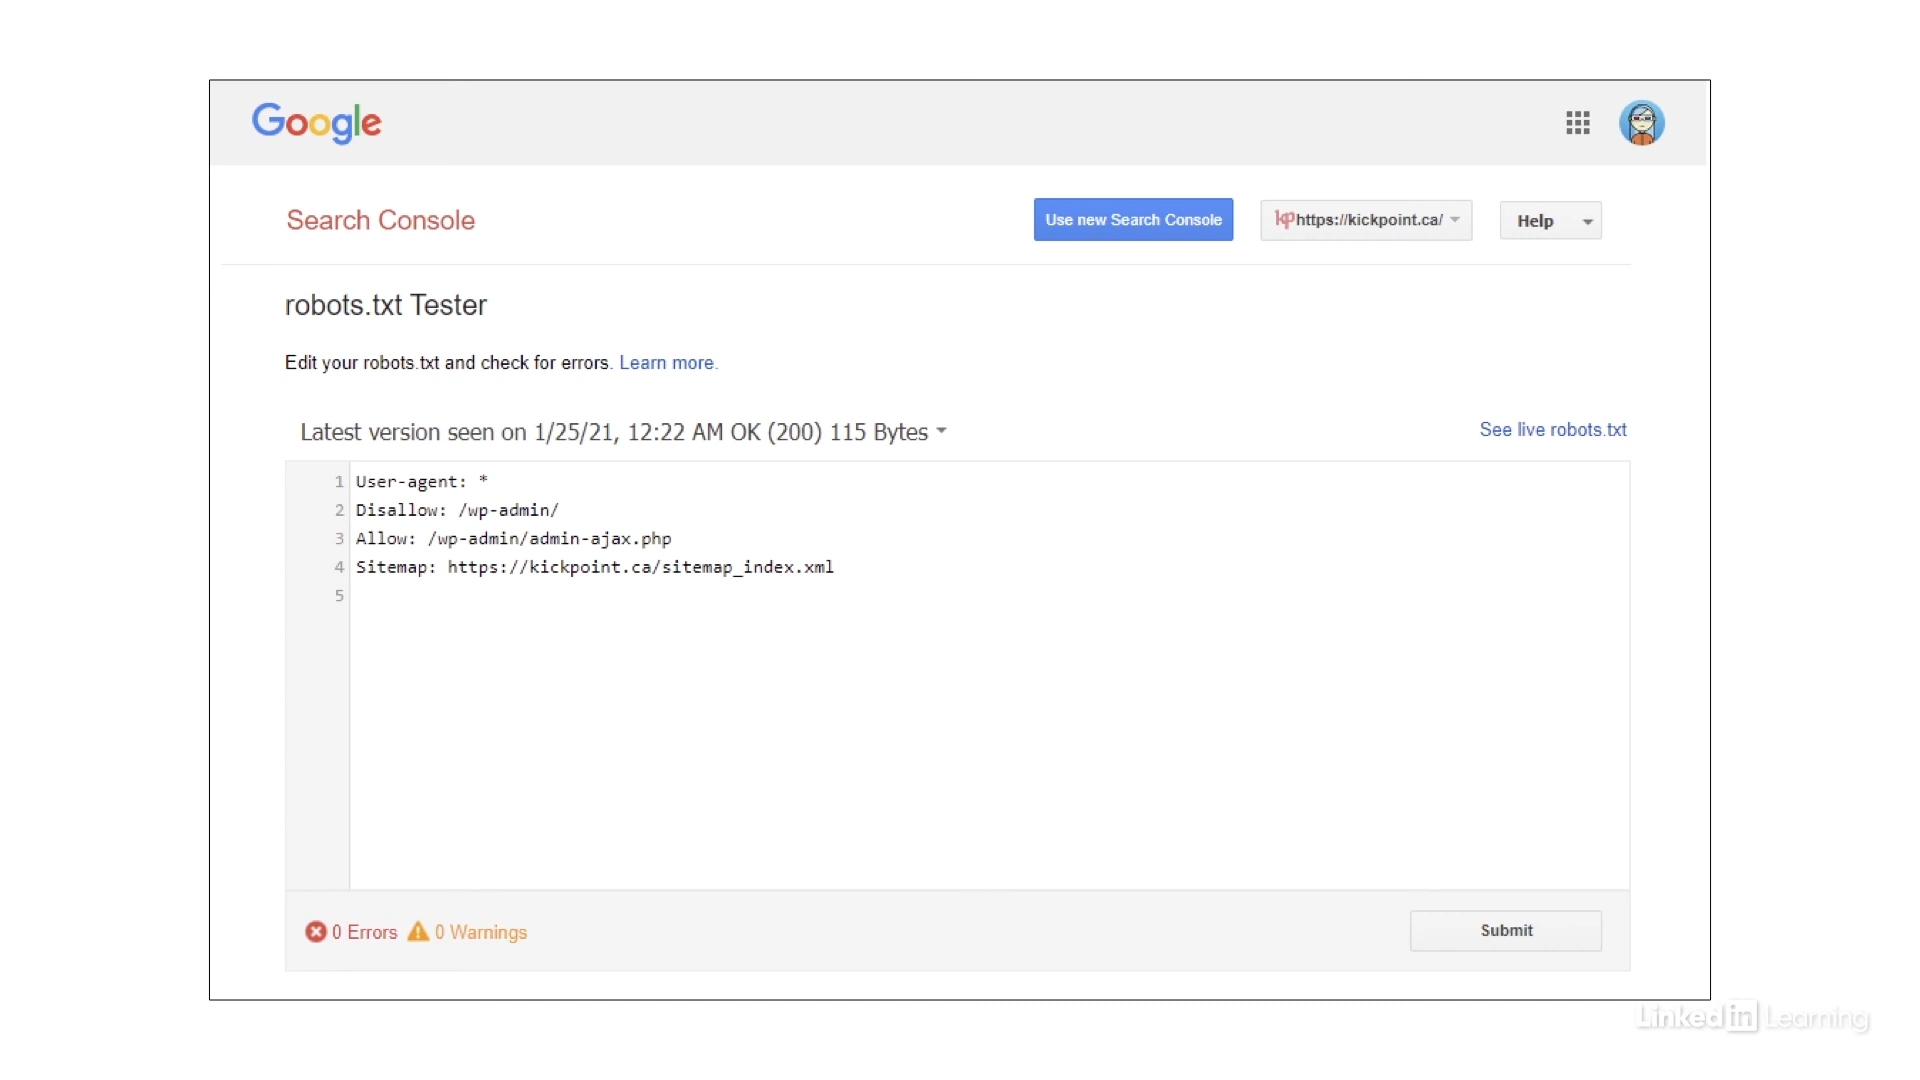 Google
Search Console
Use new Search Console
kp https://kickpoint.ca/
Help
robots.txt Tester
Edit your robots.txt and check for errors. Learn more.
Latest version seen on 1/25/21, 12:22 AM OK (200) 115 Bytes
See live robots.txt
1 User-agent: *
2 Disallow: /wp-admin/
3 Allow: /wp-admin/admin-ajax.php
4 Sitemap: https://kickpoint.ca/sitemap_index.xml
5
0 Errors 0 Warnings
Submit
LinkedIn Learning